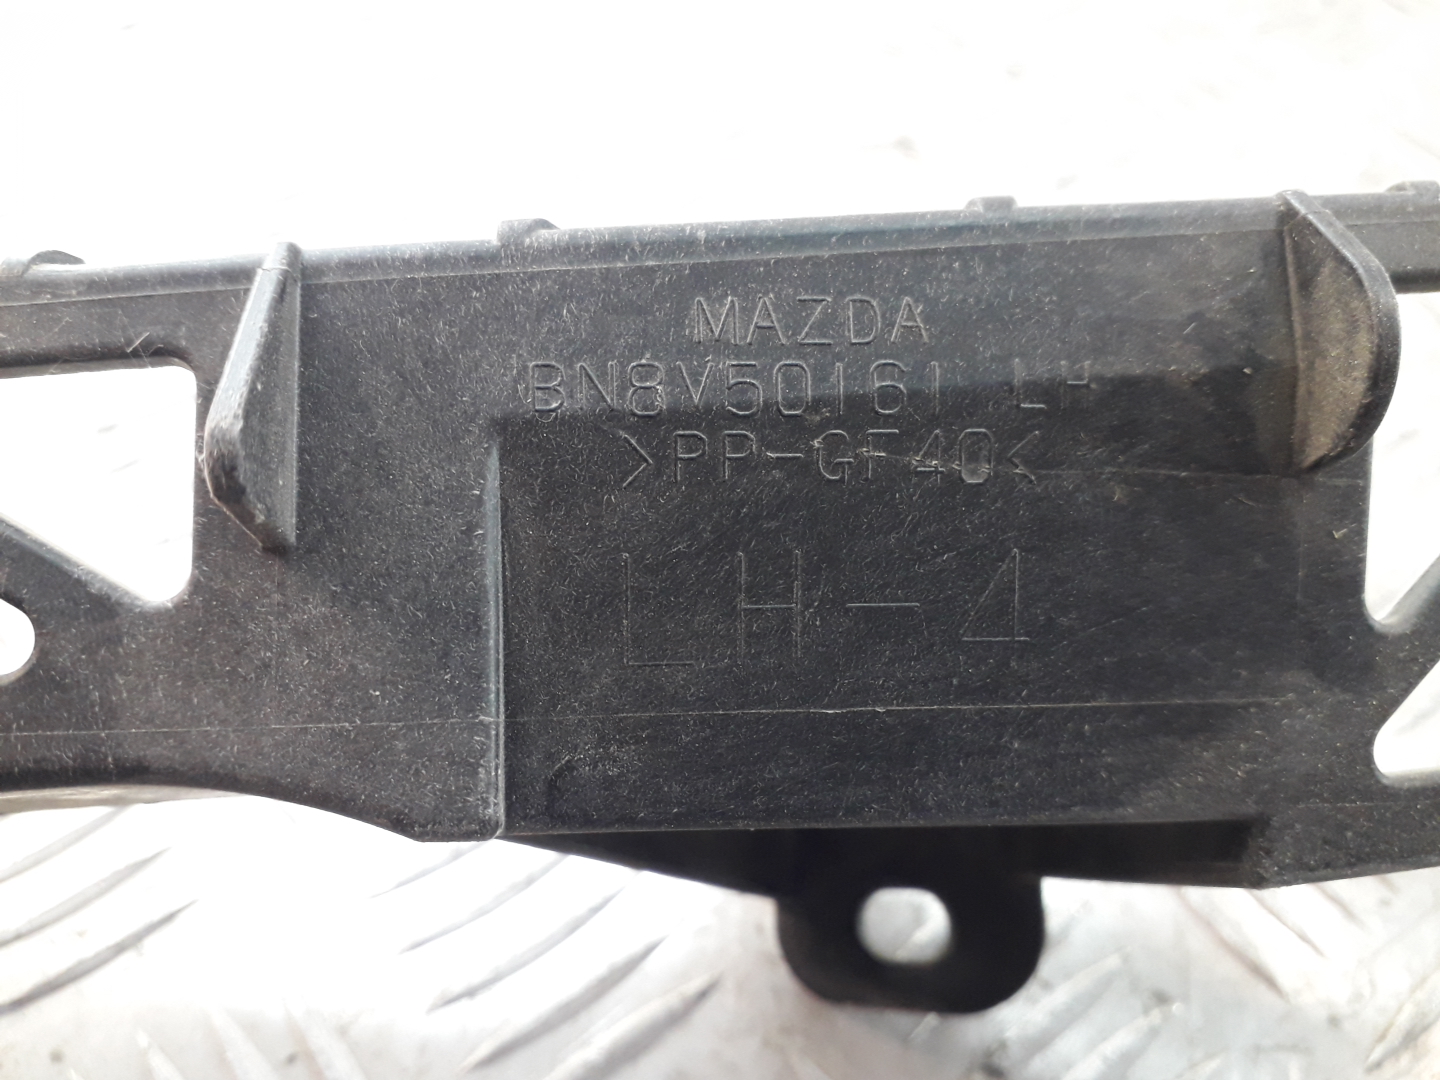 MAZDA
BN8V50161 LH
>PP-GF40<
LH-4